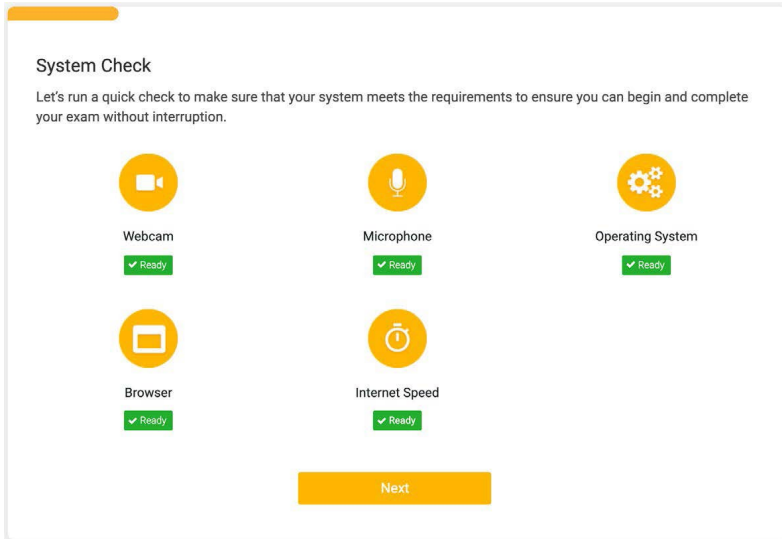 System Check
Let's run a quick check to make sure that your system meets the requirements to ensure you can begin and complete
your exam without interruption.
Webcam
Microphone
Operating System
Ready
Ready
Ready
Browser
Internet Speed
Ready
Ready
Next